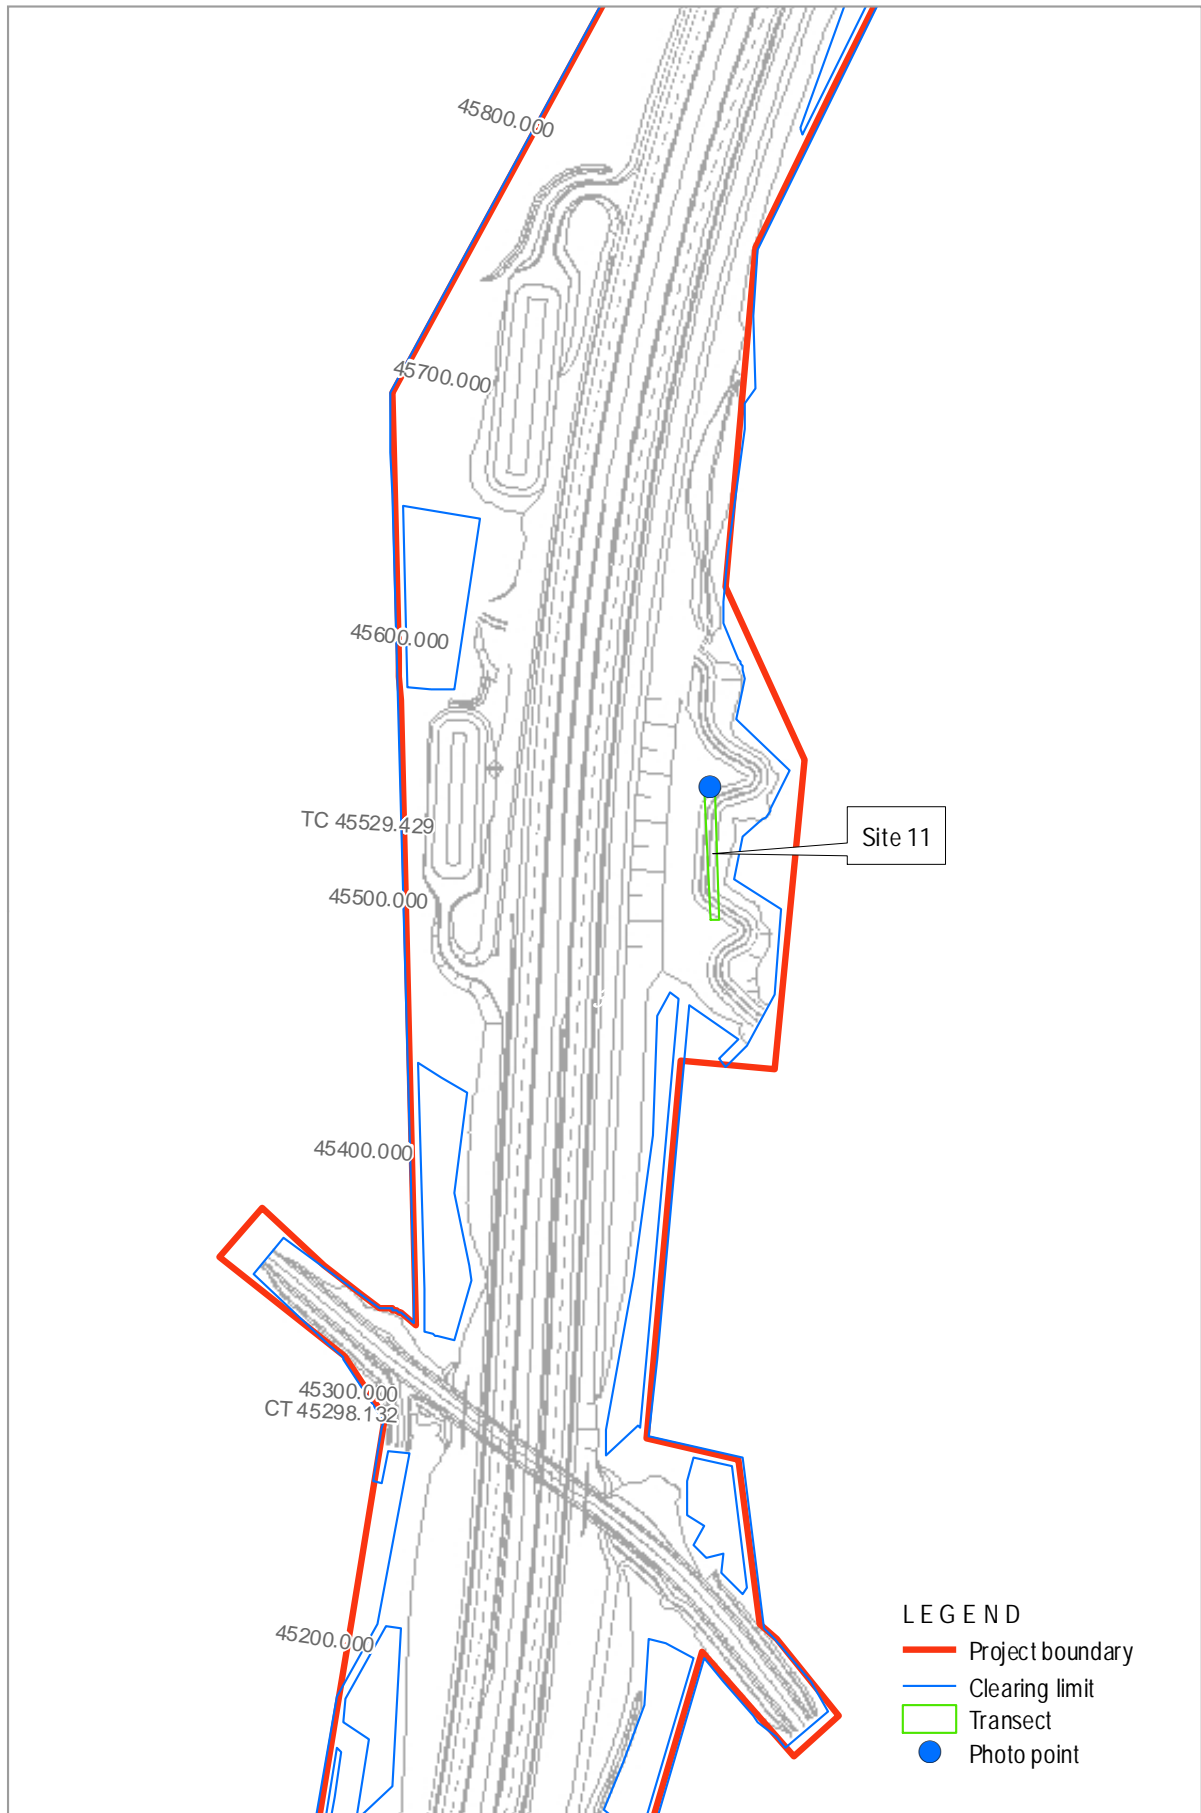 45800.000
45700.000
45600.000
TC 45529.429
Site 11
45500.000
45400.000
45300.000
CT 45298.132
45200.000
LEGEND
Project boundary
Clearing limit
Transect
Photo point